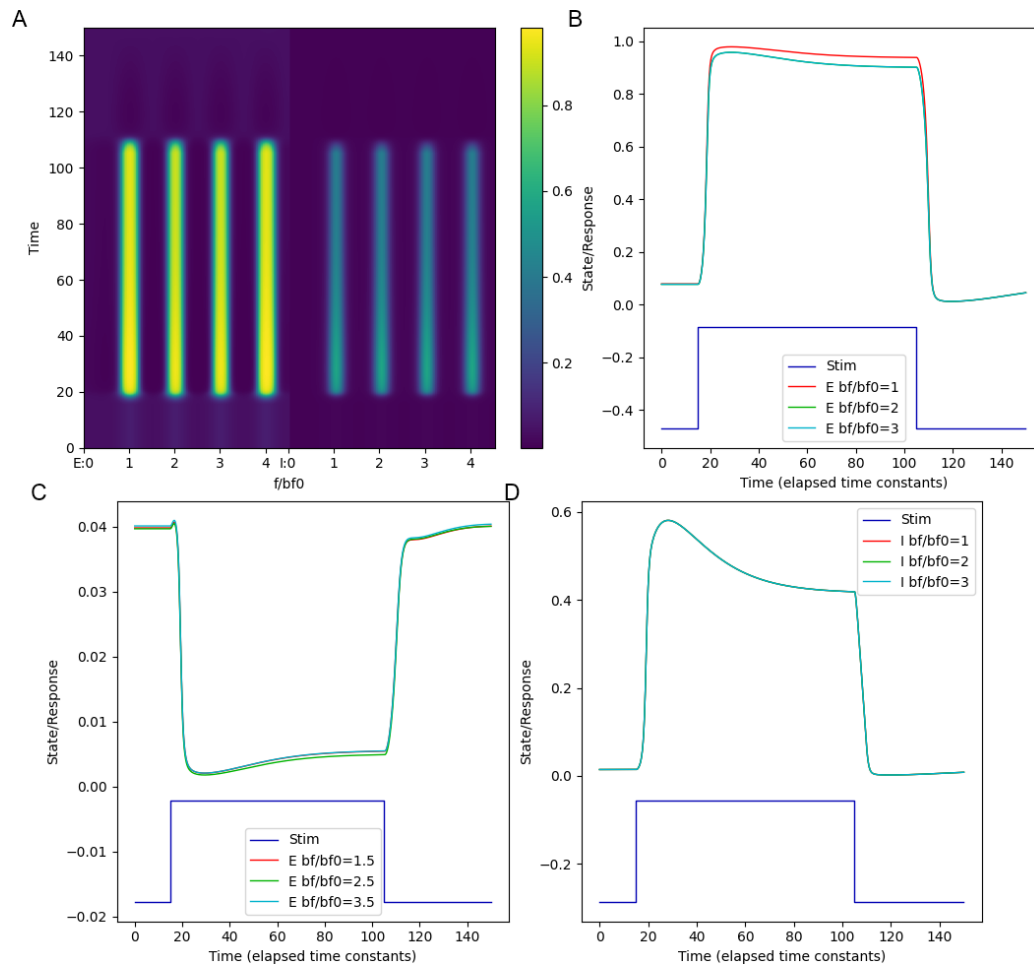 A
140
120
100
80
60
40
20
0
Time
E:0 1 2 3 4 I:0 1 2 3 4
f/bf0
0.8
0.6
0.4
0.2
B
1.0
0.8
0.6
0.4
0.2
0.0
−0.2
−0.4
State/Response
Stim
E bf/bf0=1
E bf/bf0=2
E bf/bf0=3
0 20 40 60 80 100 120 140
Time (elapsed time constants)
C
0.04
0.03
0.02
0.01
0.00
−0.01
−0.02
State/Response
Stim
E bf/bf0=1.5
E bf/bf0=2.5
E bf/bf0=3.5
0 20 40 60 80 100 120 140
Time (elapsed time constants)
D
0.6
0.4
0.2
0.0
−0.2
State/Response
Stim
I bf/bf0=1
I bf/bf0=2
I bf/bf0=3
0 20 40 60 80 100 120 140
Time (elapsed time constants)